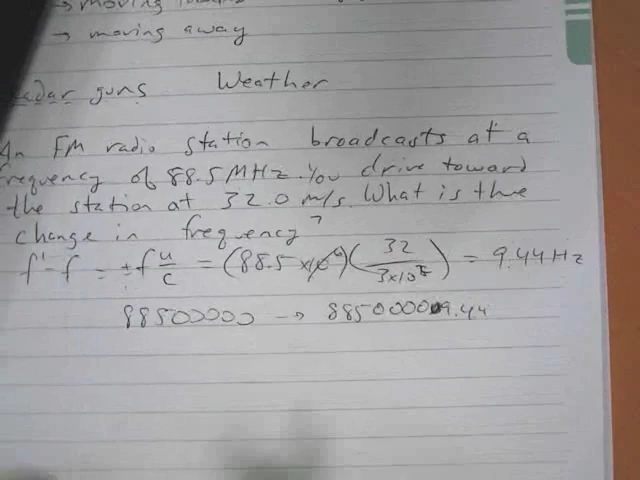 → moving
→ moving away
Radar guns Weather
An FM radio station broadcasts at a
frequency of 88.5 MHz. You drive toward
the station at 32.0 m/s. What is the
change in frequency?
f' - f = ± f u/c = (88.5 × 10⁶)(32/3×10⁸) = 9.44 Hz
88500000 → 88500009.44